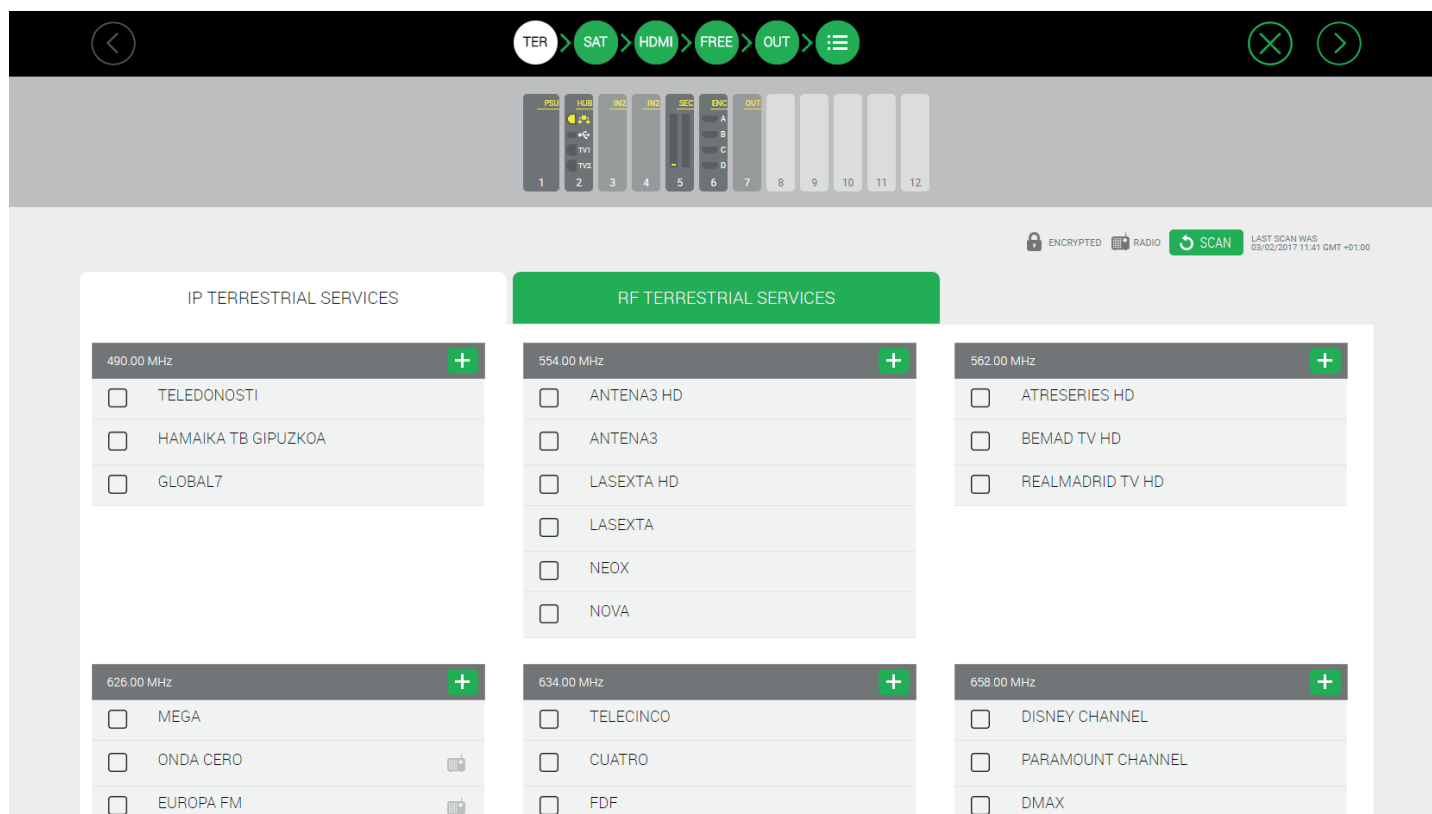 TER SAT HDMI FREE OUT
PSU HUB IN2 IN2 SEC ENC OUT
A
B
TV1 C
TV2 D
1 2 3 4 5 6 7 8 9 10 11 12
ENCRYPTED RADIO SCAN LAST SCAN WAS
03/02/2017 11:41 GMT +01:00
IP TERRESTRIAL SERVICES RF TERRESTRIAL SERVICES
490.00 MHz
TELEDONOSTI
HAMAIKA TB GIPUZKOA
GLOBAL7
554.00 MHz
ANTENA3 HD
ANTENA3
LASEXTA HD
LASEXTA
NEOX
NOVA
562.00 MHz
ATRESERIES HD
BEMAD TV HD
REALMADRID TV HD
626.00 MHz
MEGA
ONDA CERO
EUROPA FM
634.00 MHz
TELECINCO
CUATRO
FDF
658.00 MHz
DISNEY CHANNEL
PARAMOUNT CHANNEL
DMAX